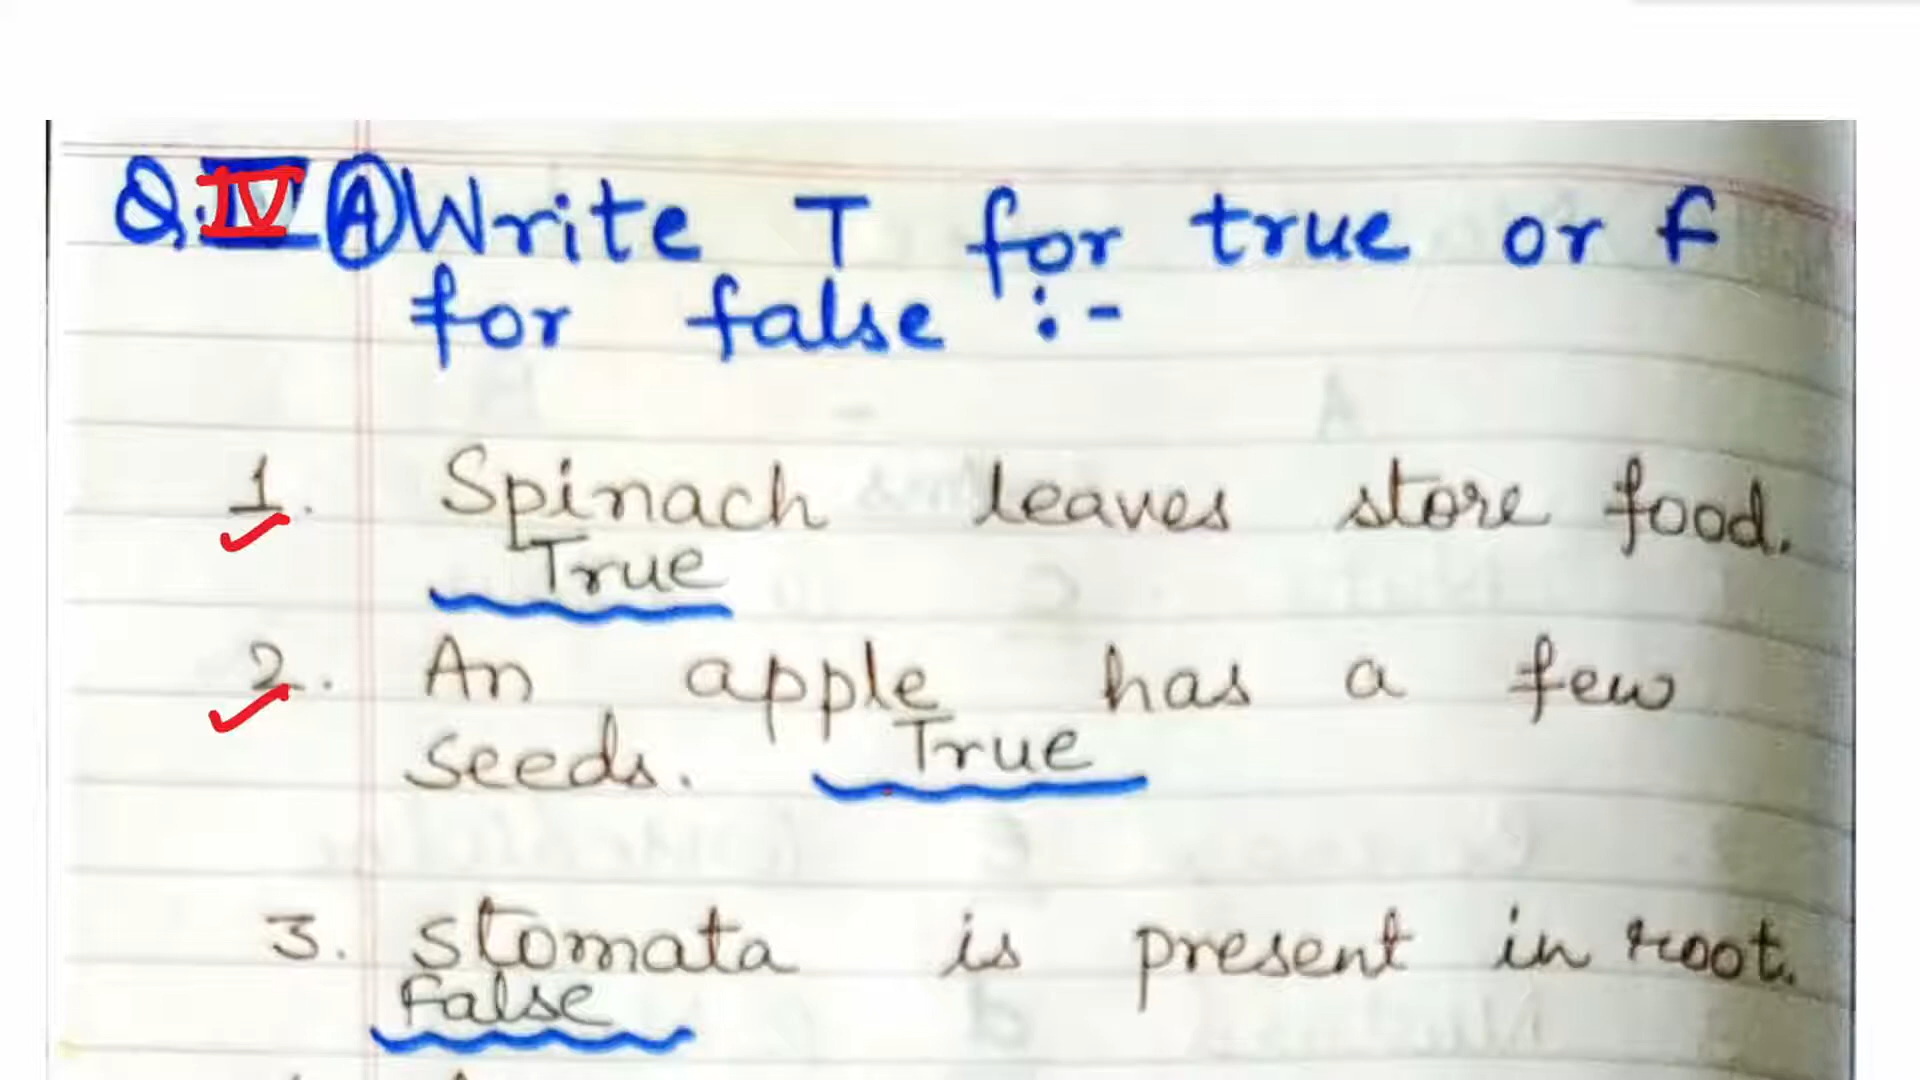 Q.IV (A) Write T for true or f
for false :-
1. Spinach leaves store food.
True
2. An apple has a few
seeds. True
3. Stomata is present in root.
False